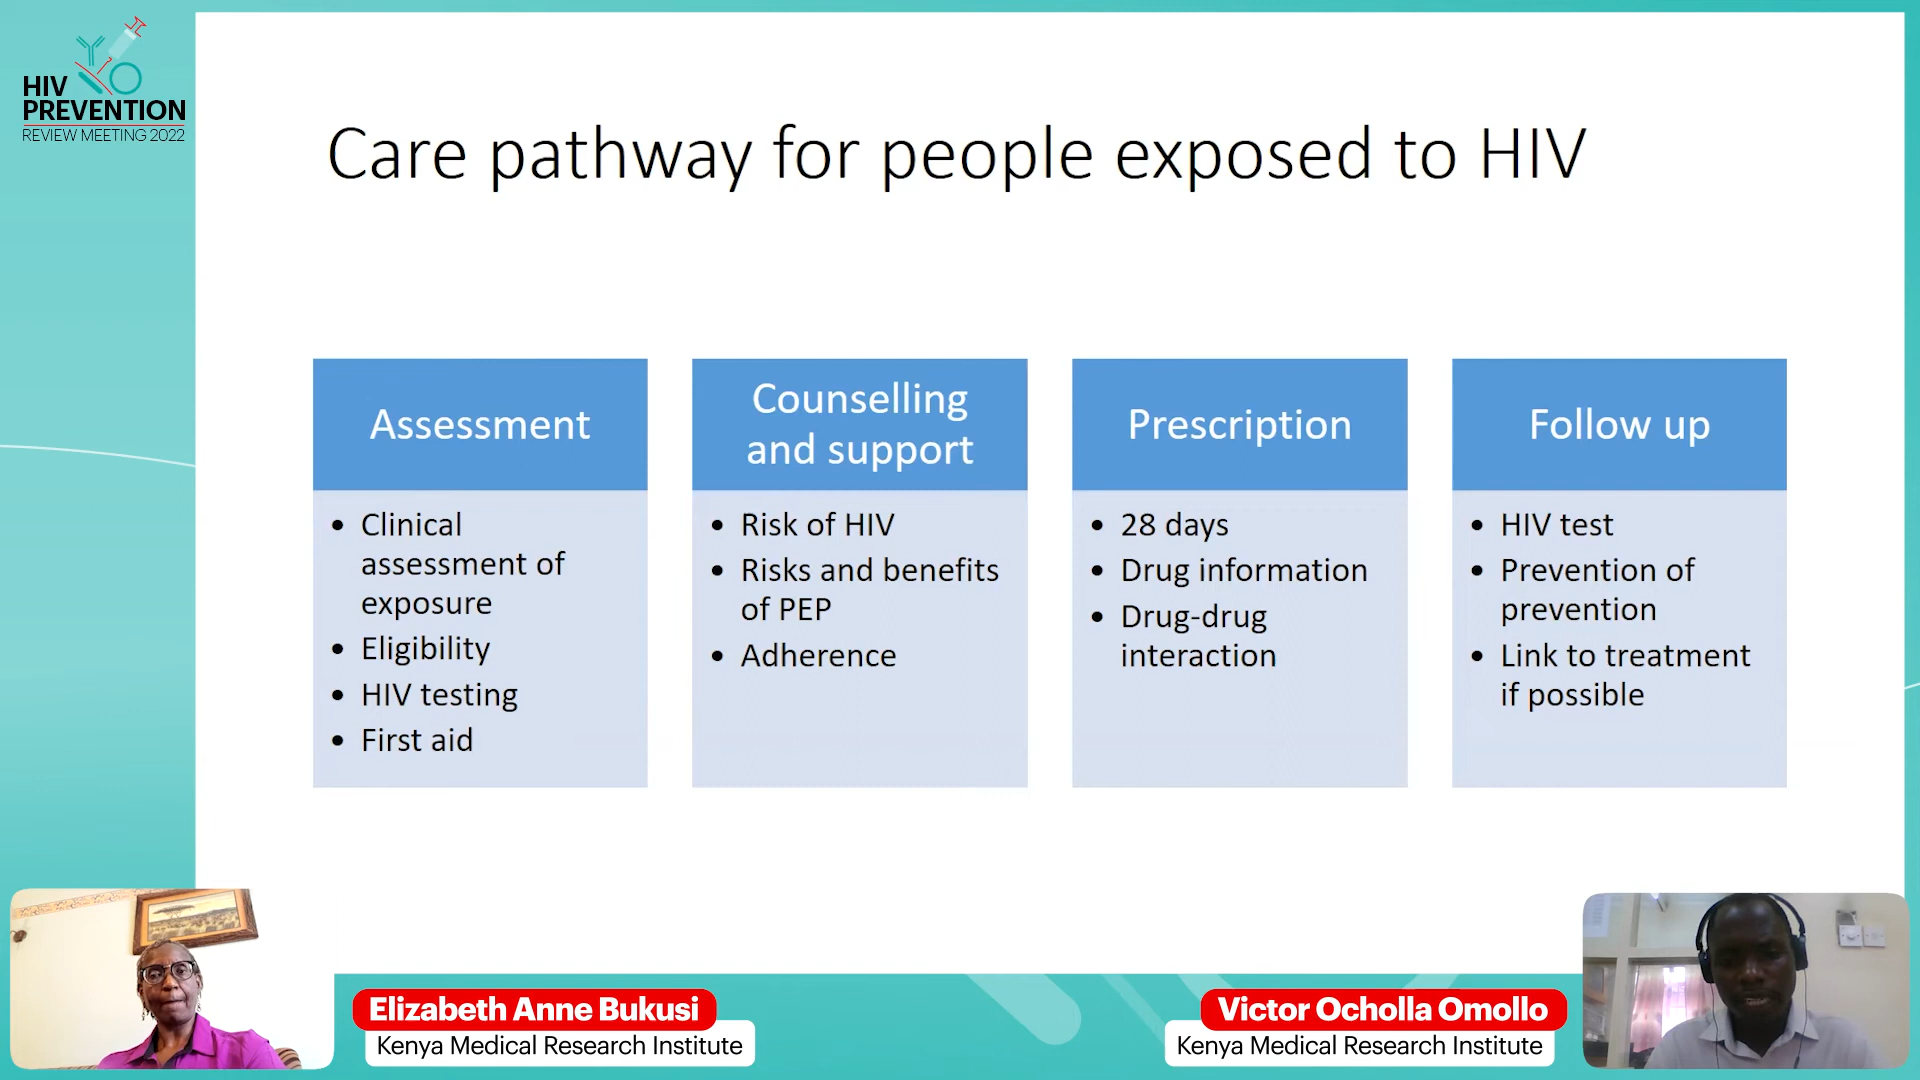 HIV
PREVENTION
REVIEW MEETING 2022
Care pathway for people exposed to HIV
Assessment
• Clinical
assessment of
exposure
• Eligibility
• HIV testing
• First aid
Counselling
and support
• Risk of HIV
• Risks and benefits
of PEP
• Adherence
Prescription
• 28 days
• Drug information
• Drug-drug
interaction
Follow up
• HIV test
• Prevention of
prevention
• Link to treatment
if possible
Elizabeth Anne Bukusi
Kenya Medical Research Institute
Victor Ocholla Omollo
Kenya Medical Research Institute